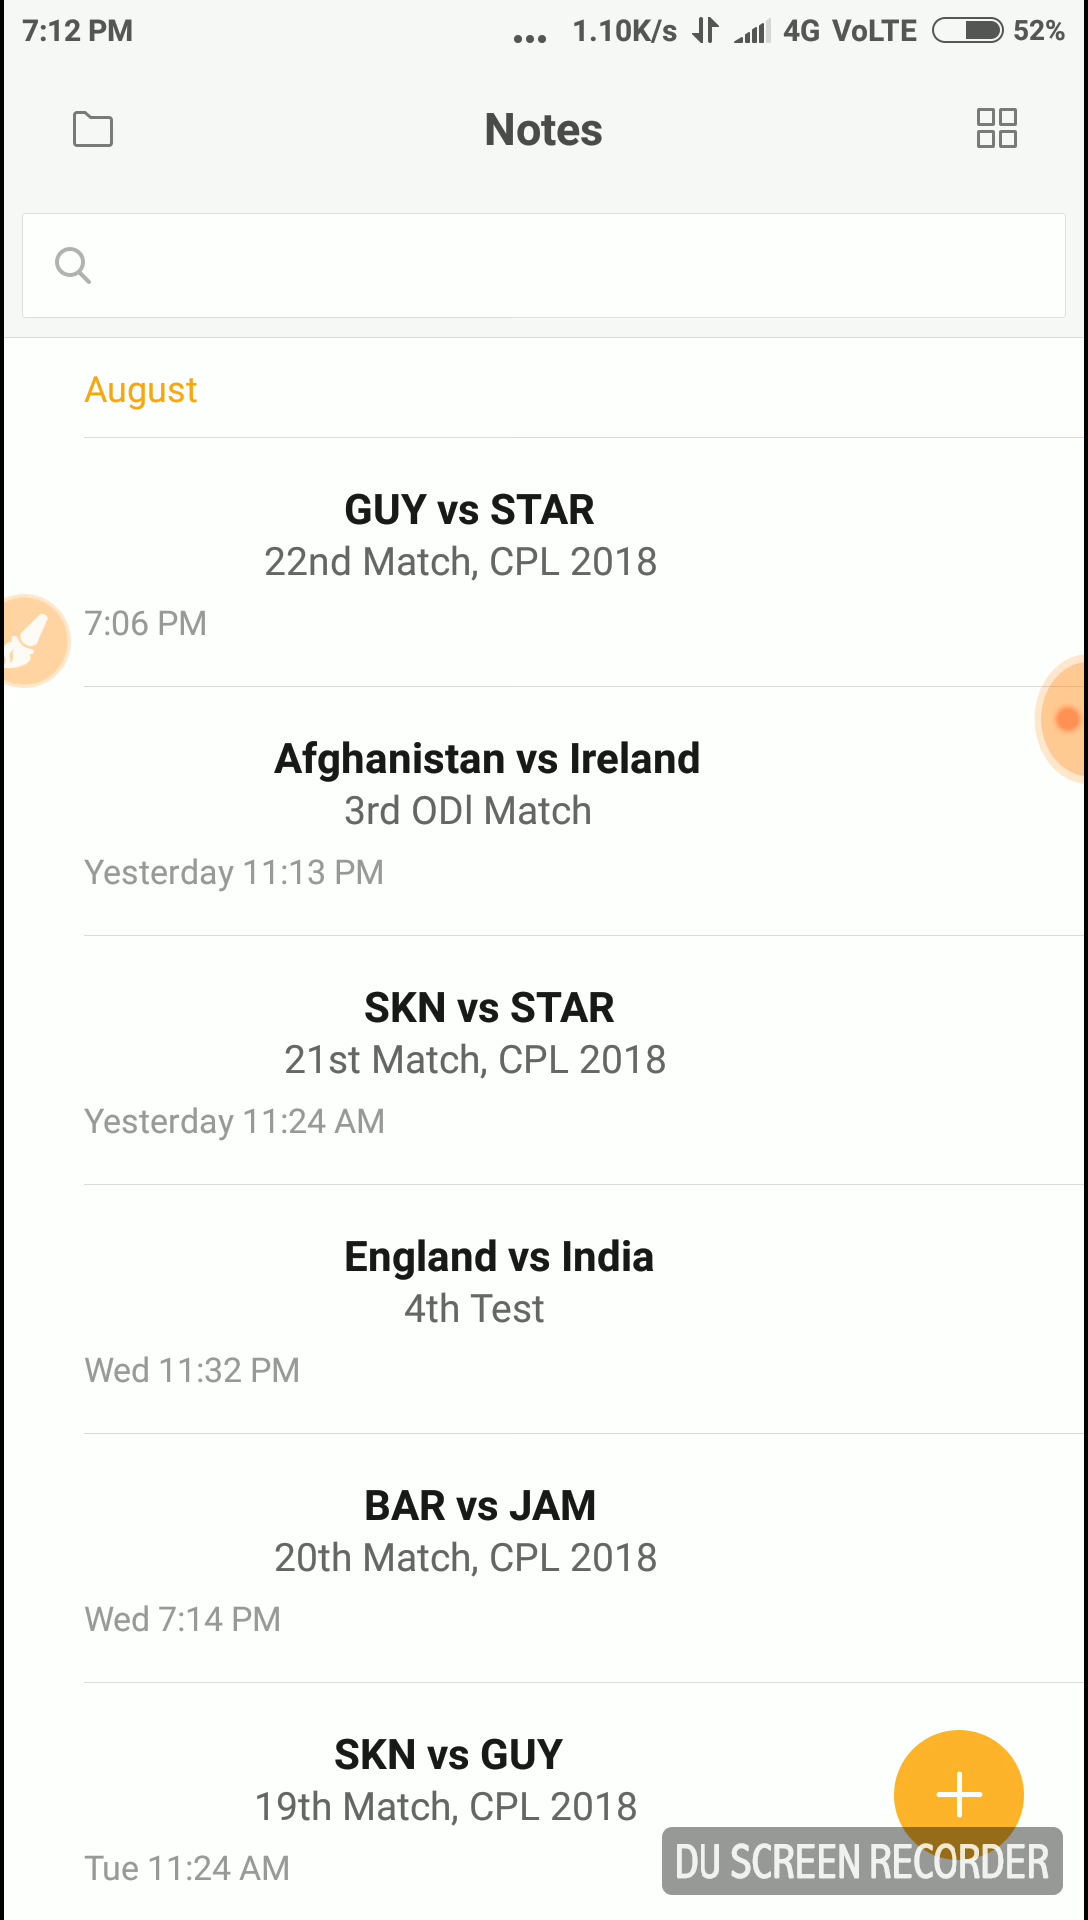 7:12 PM ... 1.10K/s 4G VoLTE 52%
Notes
August
GUY vs STAR
22nd Match, CPL 2018
7:06 PM
Afghanistan vs Ireland
3rd ODl Match
Yesterday 11:13 PM
SKN vs STAR
21st Match, CPL 2018
Yesterday 11:24 AM
England vs India
4th Test
Wed 11:32 PM
BAR vs JAM
20th Match, CPL 2018
Wed 7:14 PM
SKN vs GUY
19th Match, CPL 2018
Tue 11:24 AM
DU SCREEN RECORDER